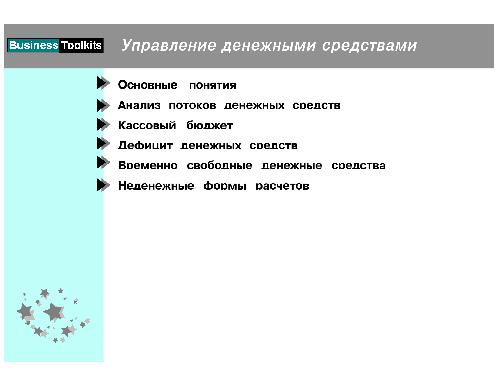 Business Toolkits
Управление денежными средствами
Основные понятия
Анализ потоков денежных средств
Кассовый бюджет
Дефицит денежных средств
Временно свободные денежные средства
Неденежные формы расчетов